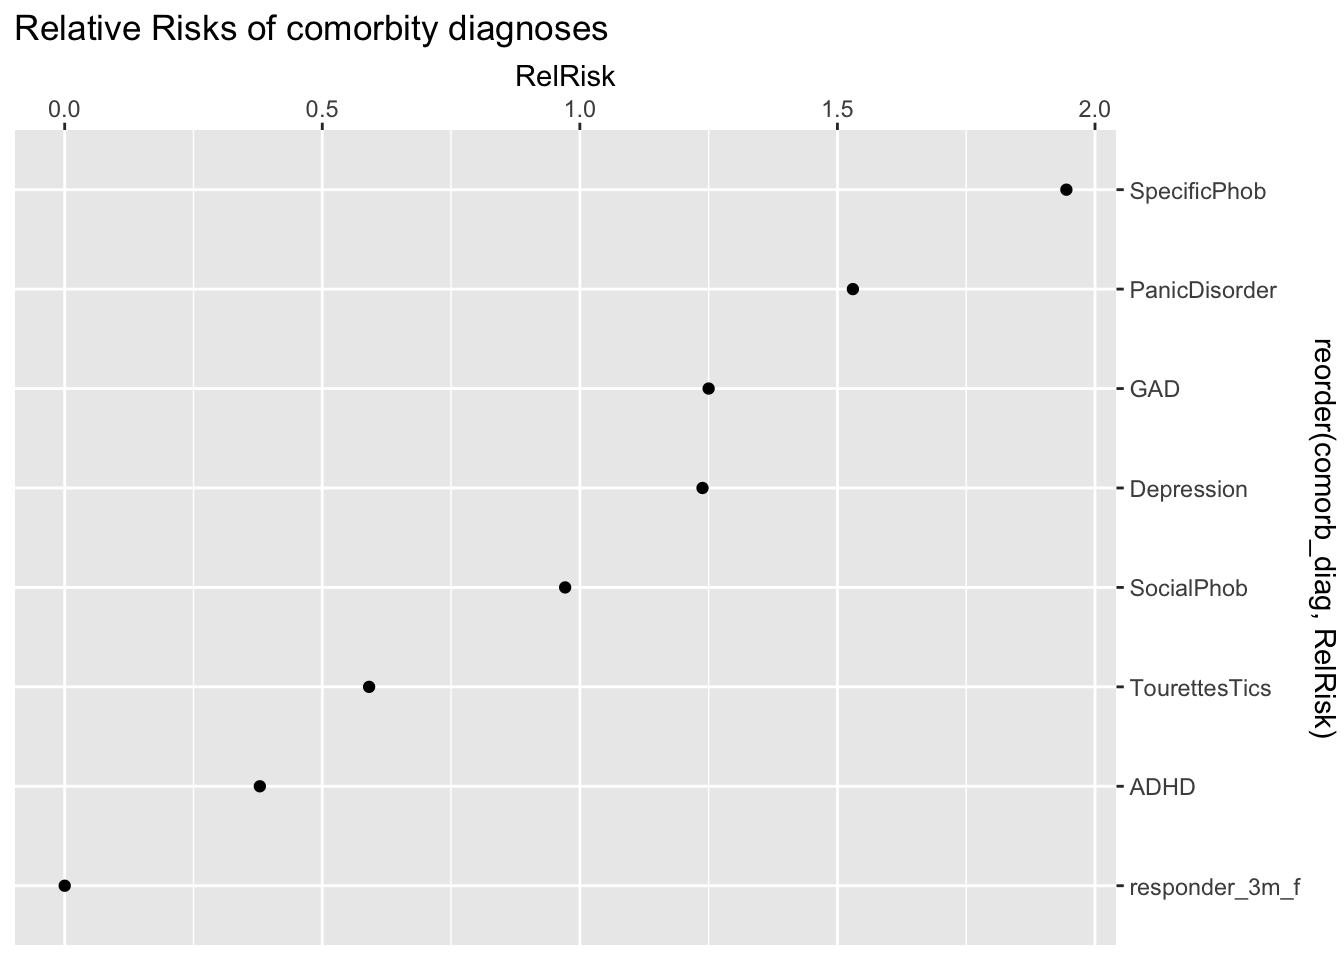 Relative Risks of comorbity diagnoses
RelRisk
0.0 0.5 1.0 1.5 2.0
SpecificPhob
PanicDisorder
GAD
Depression
SocialPhob
TourettesTics
ADHD
responder_3m_f
reorder(comorb_diag, RelRisk)